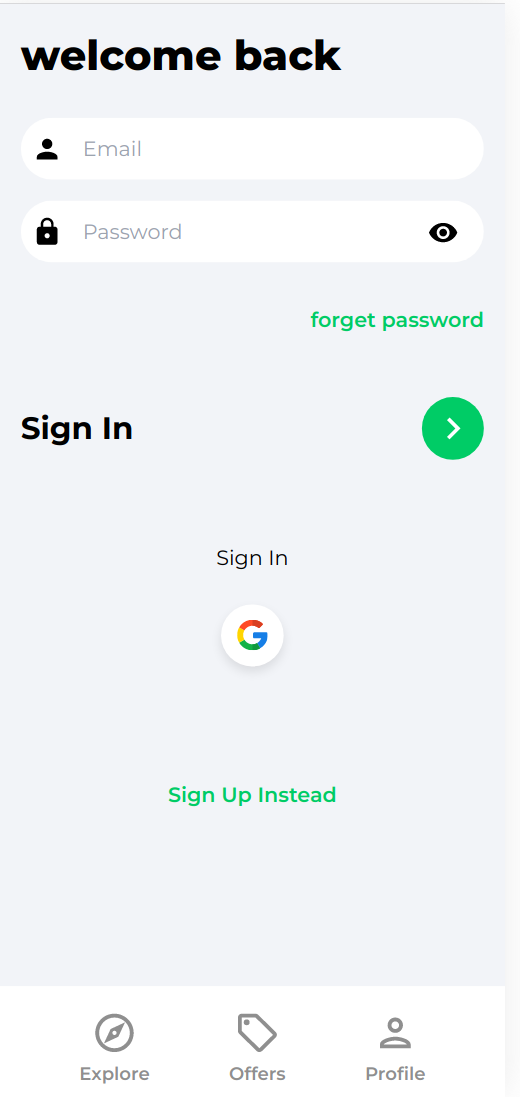 welcome back
Email
Password
forget password
Sign In
Sign In
Sign Up Instead
Explore Offers Profile